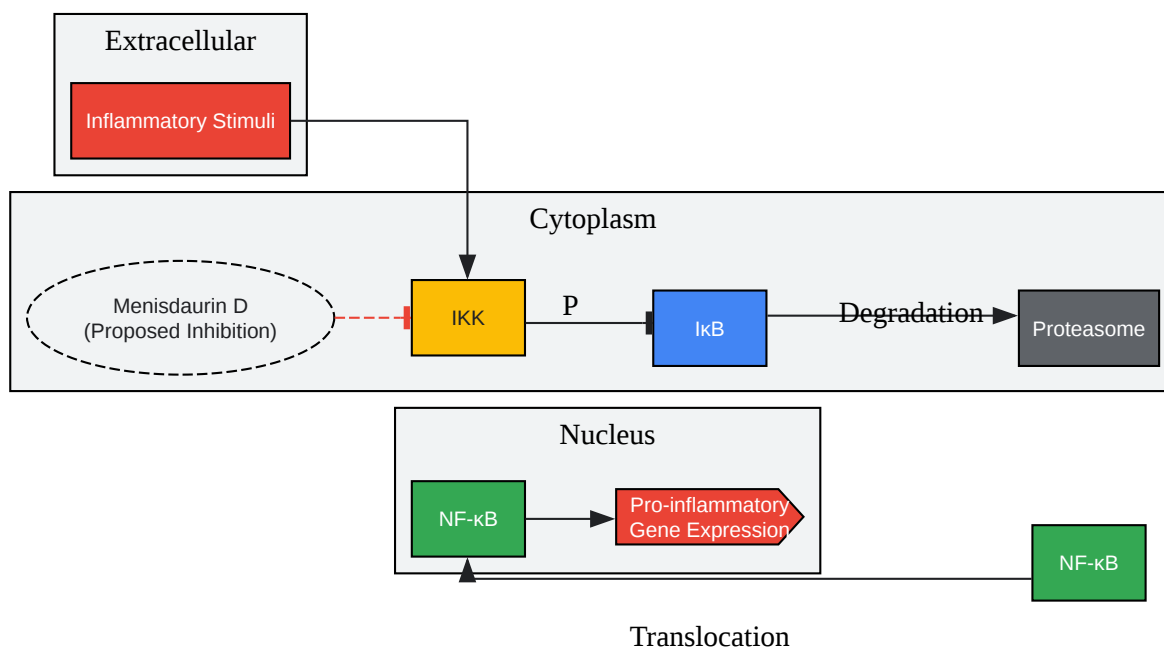 Extracellular
Inflammatory Stimuli
Cytoplasm
Menisdaurin D
(Proposed Inhibition)
IKK
P
IκB
Degradation
Proteasome
Nucleus
NF-κB
Pro-inflammatory
Gene Expression
NF-κB
Translocation